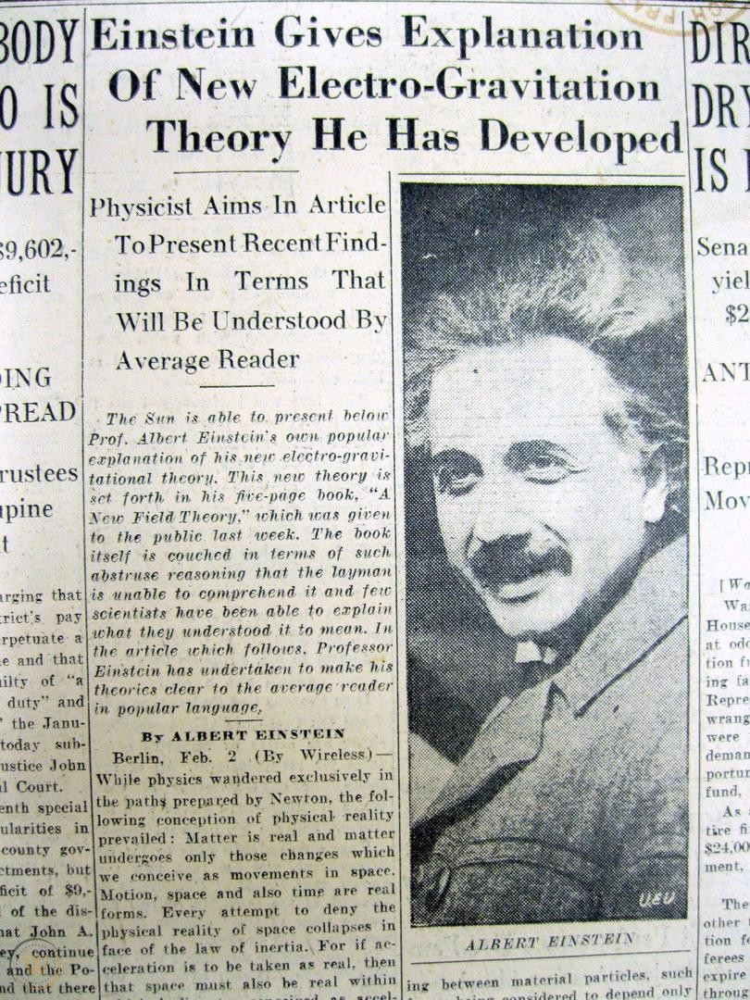 BODY
O IS
JURY
$9,602,-
eficit
DING
PREAD
rustees
upine
t
arging that
trict's pay
erpetuate a
e and that
uilty of "a
duty" and
the Janu-
today sub-
ustice John
al Court.
enth special
ularities in
county gov-
ctments, but
ficit of $9,-
l of the dis-
hat John A.
ey, continue
and the Po-
nd that there
Einstein Gives Explanation
Of New Electro-Gravitation
Theory He Has Developed
Physicist Aims In Article
To Present Recent Find-
ings In Terms That
Will Be Understood By
Average Reader
The Sun is able to present below
Prof. Albert Einstein's own popular
explanation of his new electro-gravi-
tational theory. This new theory is
set forth in his five-page book, "A
New Field Theory," which was given
to the public last week. The book
itself is couched in terms of such
abstruse reasoning that the layman
is unable to comprehend it and few
scientists have been able to explain
what they understood it to mean. In
the article which follows, Professor
Einstein has undertaken to make his
theories clear to the average reader
in popular language.
By ALBERT EINSTEIN
Berlin, Feb. 2 (By Wireless)—
While physics wandered exclusively in
the paths prepared by Newton, the fol-
lowing conception of physical reality
prevailed: Matter is real and matter
undergoes only those changes which
we conceive as movements in space.
Motion, space and also time are real
forms. Every attempt to deny the
physical reality of space collapses in
face of the law of inertia. For if ac-
celeration is to be taken as real, then
that space must also be real within
UEU
ALBERT EINSTEIN
ing between material particles, such
being considered to depend only
DIR
DRY
IS
Sena
yiel
$2
ANT
Repr
Mov
[Wa
Wa
House
at odd
tion fu
ing fa
Repre
wrang
were
deman
portun
fund,
As
tire fi
$24,00
ment,
The
other
tion fo
ferees
expire
throug